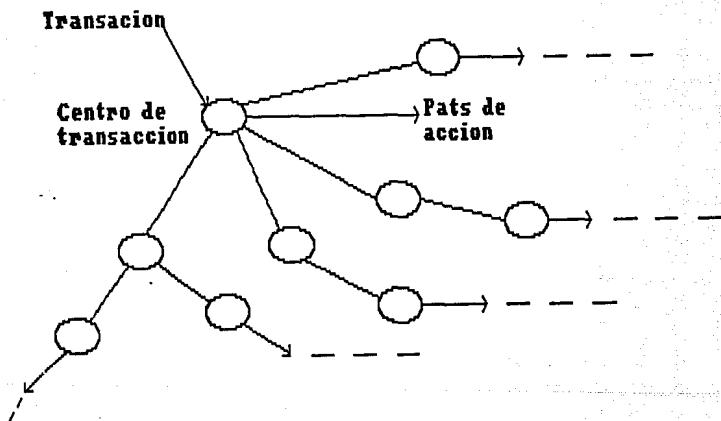 Transacion
Centro de
transaccion
Pats de
accion